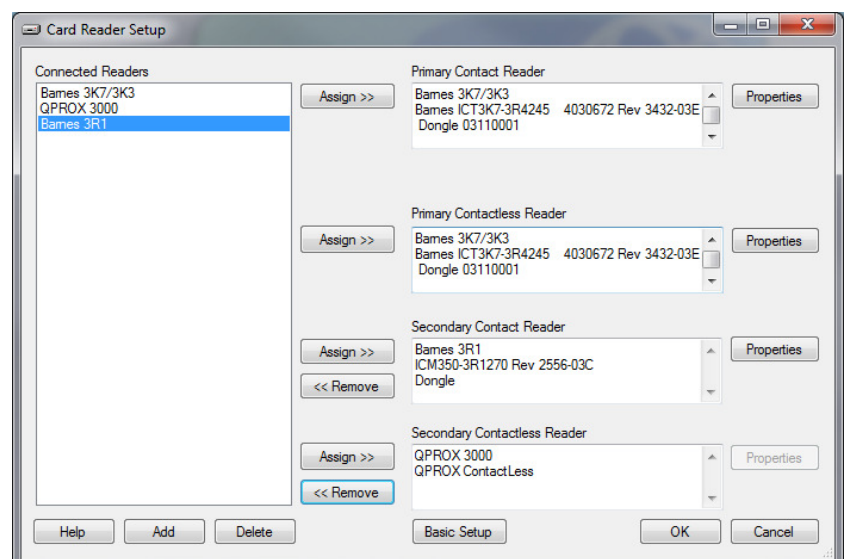 Card Reader Setup
Connected Readers
Barnes 3K7/3K3
QPROX 3000
Barnes 3R1
Assign >>
Primary Contact Reader
Barnes 3K7/3K3
Barnes ICT3K7-3R4245 4030672 Rev 3432-03E
Dongle 03110001
Properties
Assign >>
Primary Contactless Reader
Barnes 3K7/3K3
Barnes ICT3K7-3R4245 4030672 Rev 3432-03E
Dongle 03110001
Properties
Assign >>
<< Remove
Secondary Contact Reader
Barnes 3R1
ICM350-3R1270 Rev 2556-03C
Dongle
Properties
Assign >>
<< Remove
Secondary Contactless Reader
QPROX 3000
QPROX ContactLess
Properties
Help
Add
Delete
Basic Setup
OK
Cancel